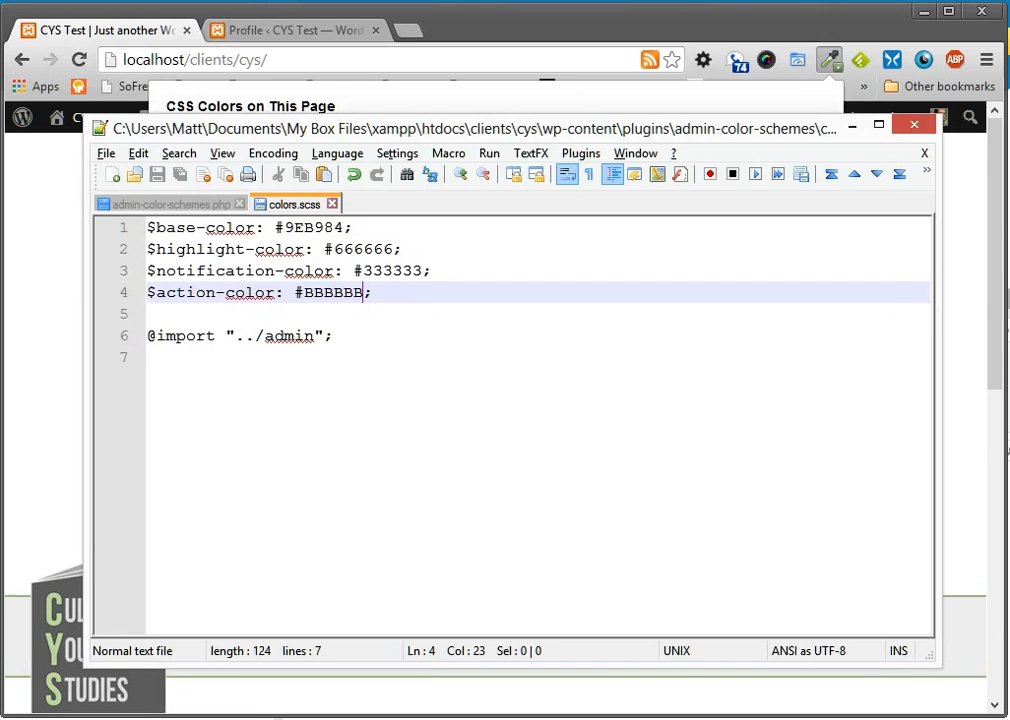 CYS Test | Just another Wo
Profile ‹ CYS Test — Word
localhost/clients/cys/
74
ABP
Apps
SoFre
Other bookmarks
CSS Colors on This Page
C:\Users\Matt\Documents\My Box Files\xampp\htdocs\clients\cys\wp-content\plugins\admin-color-schemes\c...
File Edit Search View Encoding Language Settings Macro Run TextFX Plugins Window ? X
admin-color-schemes.php
colors.scss
1 $base-color: #9EB984;
2 $highlight-color: #666666;
3 $notification-color: #333333;
4 $action-color: #BBBBBB;
5
6 @import "../admin";
7
CUL
YOU
STUDIES
Normal text file length : 124 lines : 7 Ln : 4 Col : 23 Sel : 0 | 0 UNIX ANSI as UTF-8 INS